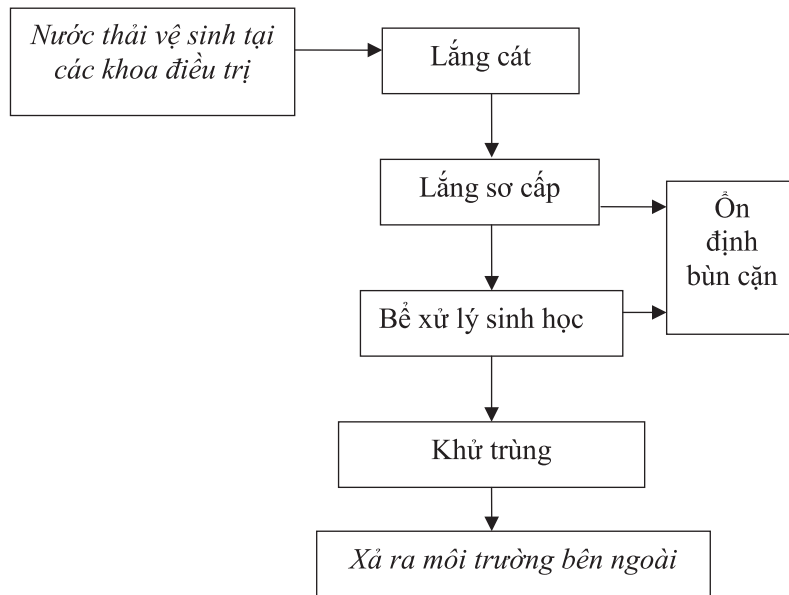 Nước thải vệ sinh tại
các khoa điều trị
Lắng cát
Lắng sơ cấp
Ổn
định
bùn cặn
Bể xử lý sinh học
Khử trùng
Xả ra môi trường bên ngoài